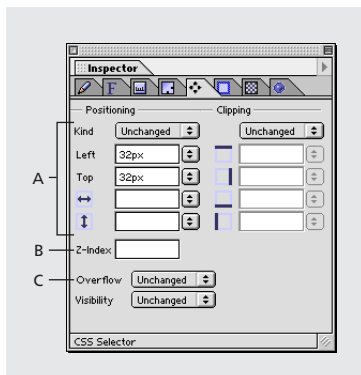 Inspector
F
Positioning
Clipping
Kind Unchanged Unchanged
A
Left 32px
Top 32px
B Z-Index
C Overflow Unchanged
Visibility Unchanged
CSS Selector